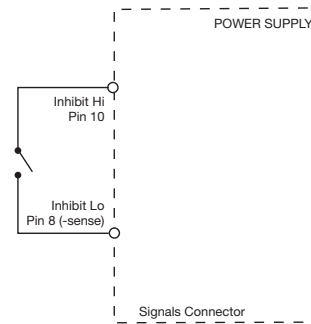 POWER SUPPLY
Inhibit Hi
Pin 10
Inhibit Lo
Pin 8 (-sense)
Signals Connector